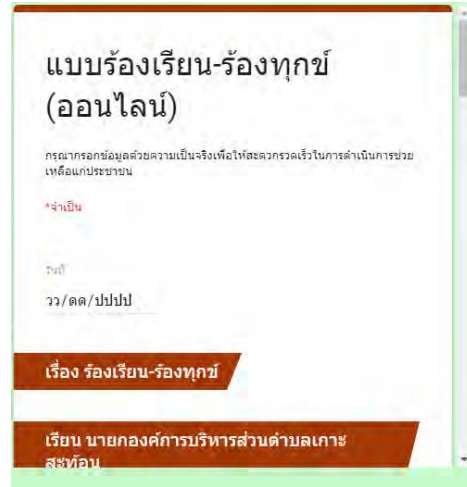 แบบร้องเรียน-ร้องทุกข์
(ออนไลน์)
กรุณากรอกข้อมูลด้วยความเป็นจริงเพื่อให้สะดวกรวดเร็วในการดำเนินการช่วย
เหลือแก่ประชาชน
*จำเป็น
วันที่
วว/ดด/ปปปป
เรื่อง ร้องเรียน-ร้องทุกข์
เรียน นายกองค์การบริหารส่วนตำบลเกาะ
สะท้อน